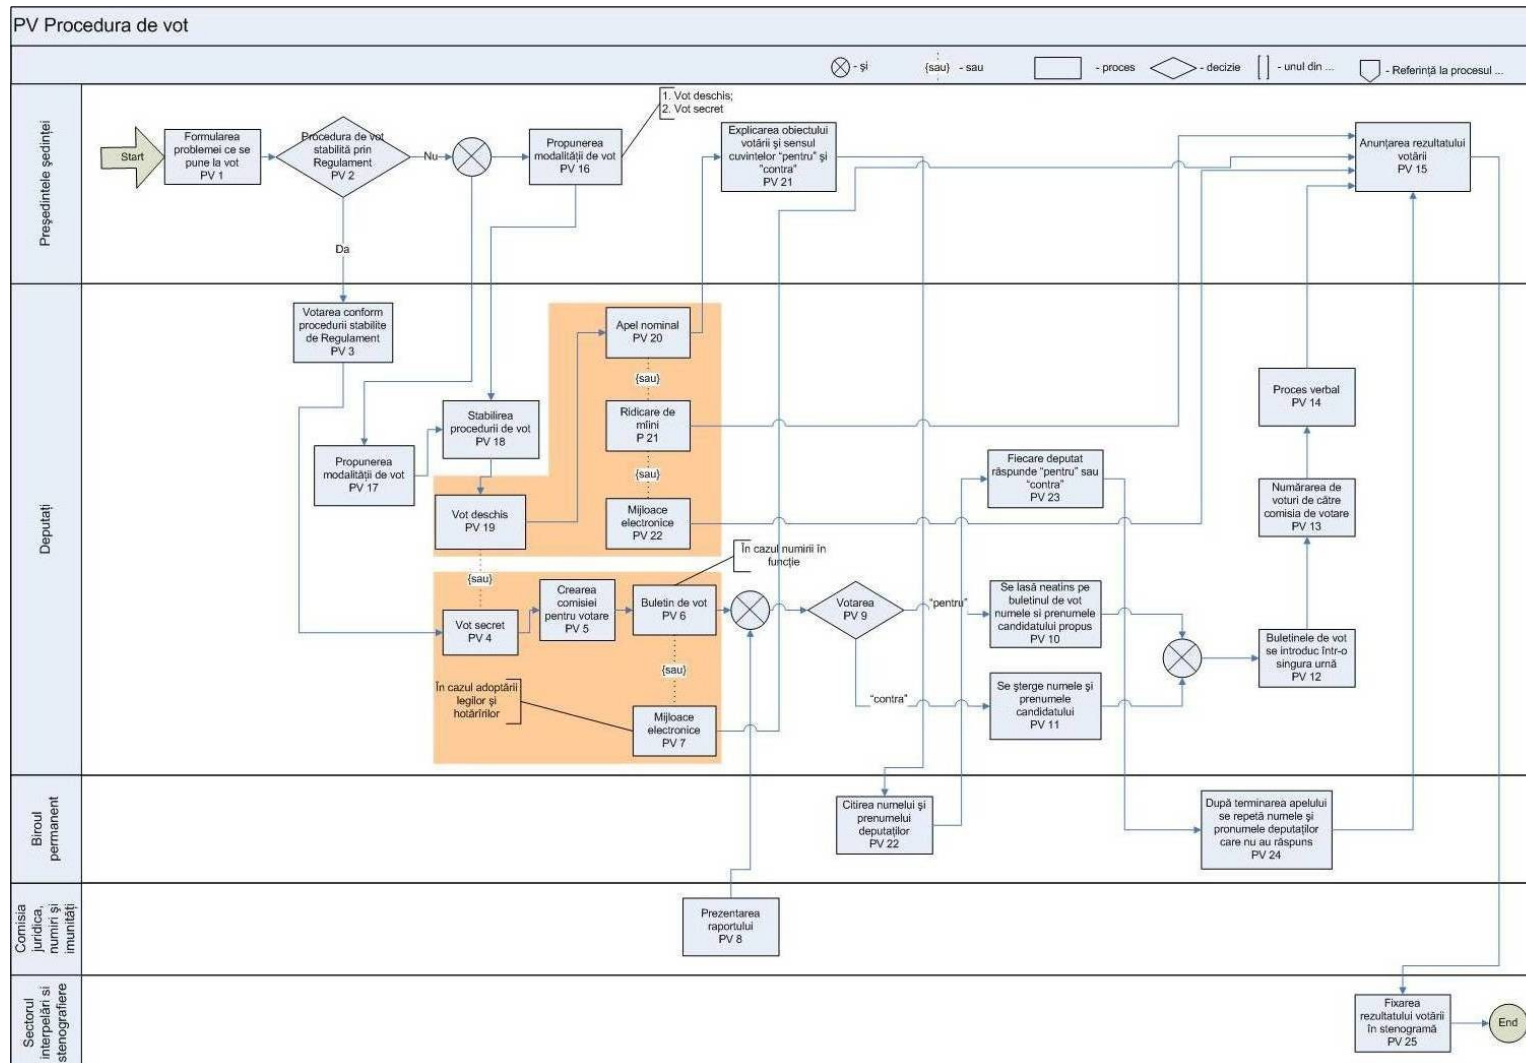 PV Procedura de vot
- şi
{sau} - sau
- proces
- decizie
- unul din ...
- Referinţă la procesul ...
Preşedintele şedinţei
Start
Formularea
problemei ce se
pune la vot
PV 1
Procedura de vot
stabilită prin
Regulament
PV 2
Nu
Da
Propunerea
modalităţii de vot
PV 16
1. Vot deschis;
2. Vot secret
Explicarea obiectului
votării şi sensul
cuvintelor "pentru" şi
"contra"
PV 21
Anunţarea rezultatului
votării
PV 15
Deputaţi
Votarea conform
procedurii stabilite
de Regulament
PV 3
Propunerea
modalităţii de vot
PV 17
Stabilirea
procedurii de vot
PV 18
Vot deschis
PV 19
Apel nominal
PV 20
{sau}
Ridicare de
mîini
P 21
{sau}
Mijloace
electronice
PV 22
{sau}
Vot secret
PV 4
Crearea
comisiei
pentru votare
PV 5
Buletin de vot
PV 6
În cazul numirii în
funcţie
{sau}
Mijloace
electronice
PV 7
În cazul adoptării
legilor şi
hotărîrilor
Votarea
PV 9
"pentru"
"contra"
Fiecare deputat
răspunde "pentru" sau
"contra"
PV 23
Se lasă neatins pe
buletinul de vot
numele si prenumele
candidatului propus
PV 10
Se şterge numele şi
prenumele
candidatului
PV 11
Buletinele de vot
se introduc într-o
singura urnă
PV 12
Numărarea de
voturi de către
comisia de votare
PV 13
Proces verbal
PV 14
Biroul
permanent
Citirea numelui şi
prenumelui
deputaţilor
PV 22
După terminarea apelului
se repetă numele şi
pronumele deputaţilor
care nu au răspuns
PV 24
Comisia
juridica,
numiri şi
imunităţi
Prezentarea
raportului
PV 8
Sectorul
interpelări si
stenografiere
Fixarea
rezultatului votării
în stenogramă
PV 25
End